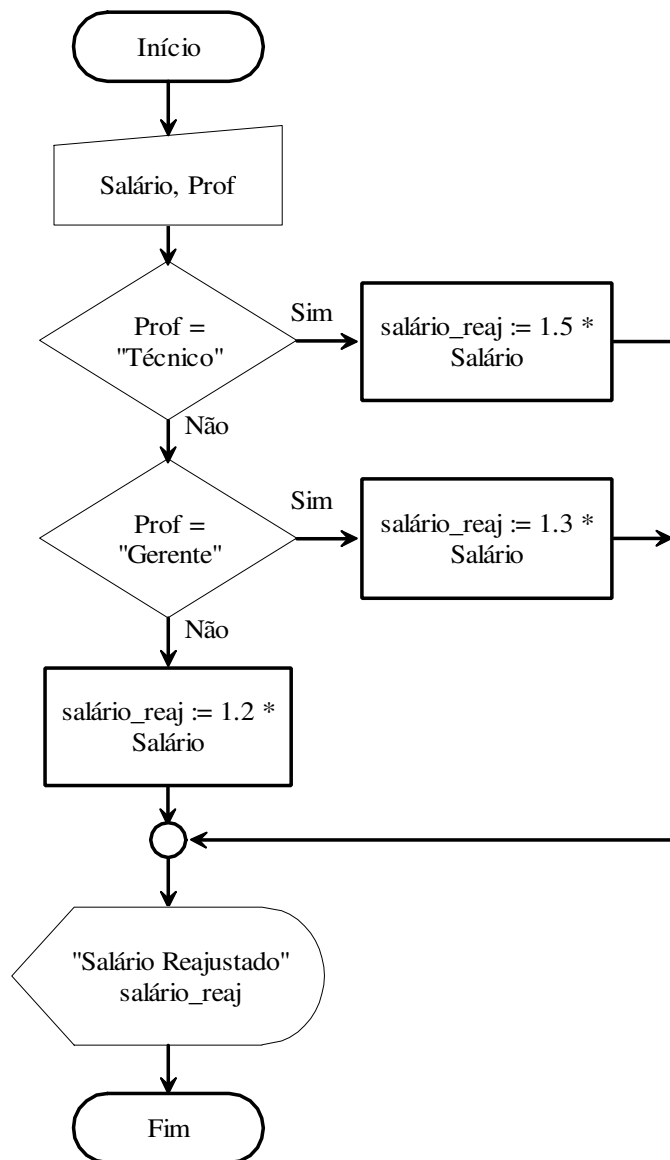 Início
Salário, Prof
Prof =
"Técnico"
Sim
salário_reaj := 1.5 *
Salário
Não
Prof =
"Gerente"
Sim
salário_reaj := 1.3 *
Salário
Não
salário_reaj := 1.2 *
Salário
"Salário Reajustado"
salário_reaj
Fim